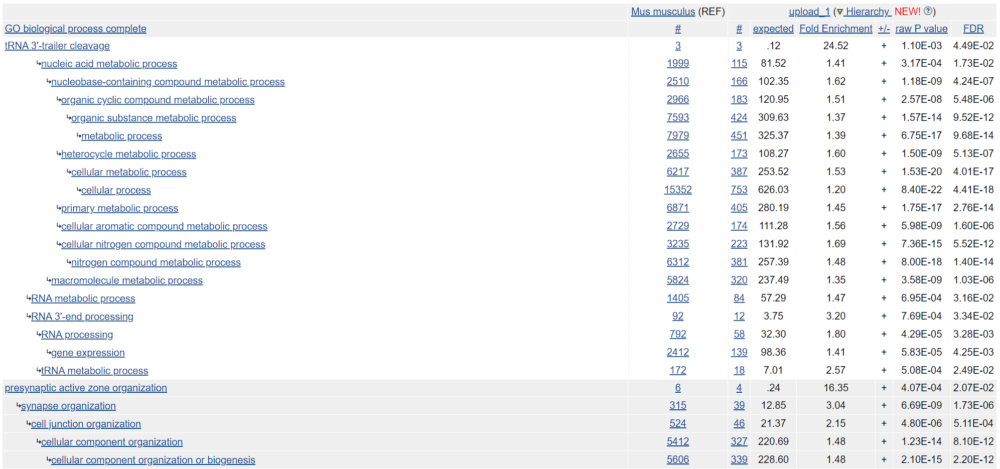 Mus musculus (REF) upload_1 (▼ Hierarchy NEW! ?)
GO biological process complete # # expected Fold Enrichment +/- raw P value FDR
tRNA 3'-trailer cleavage 3 3 .12 24.52 + 1.10E-03 4.49E-02
↳nucleic acid metabolic process 1999 115 81.52 1.41 + 3.17E-04 1.73E-02
↳nucleobase-containing compound metabolic process 2510 166 102.35 1.62 + 1.18E-09 4.24E-07
↳organic cyclic compound metabolic process 2966 183 120.95 1.51 + 2.57E-08 5.48E-06
↳organic substance metabolic process 7593 424 309.63 1.37 + 1.57E-14 9.52E-12
↳metabolic process 7979 451 325.37 1.39 + 6.75E-17 9.68E-14
↳heterocycle metabolic process 2655 173 108.27 1.60 + 1.50E-09 5.13E-07
↳cellular metabolic process 6217 387 253.52 1.53 + 1.53E-20 4.01E-17
↳cellular process 15352 753 626.03 1.20 + 8.40E-22 4.41E-18
↳primary metabolic process 6871 405 280.19 1.45 + 1.75E-17 2.76E-14
↳cellular aromatic compound metabolic process 2729 174 111.28 1.56 + 5.98E-09 1.60E-06
↳cellular nitrogen compound metabolic process 3235 223 131.92 1.69 + 7.36E-15 5.52E-12
↳nitrogen compound metabolic process 6312 381 257.39 1.48 + 8.00E-18 1.40E-14
↳macromolecule metabolic process 5824 320 237.49 1.35 + 3.58E-09 1.03E-06
↳RNA metabolic process 1405 84 57.29 1.47 + 6.95E-04 3.16E-02
↳RNA 3'-end processing 92 12 3.75 3.20 + 7.69E-04 3.34E-02
↳RNA processing 792 58 32.30 1.80 + 4.29E-05 3.28E-03
↳gene expression 2412 139 98.36 1.41 + 5.83E-05 4.25E-03
↳tRNA metabolic process 172 18 7.01 2.57 + 5.08E-04 2.49E-02
presynaptic active zone organization 6 4 .24 16.35 + 4.07E-04 2.07E-02
↳synapse organization 315 39 12.85 3.04 + 6.69E-09 1.73E-06
↳cell junction organization 524 46 21.37 2.15 + 4.80E-06 5.11E-04
↳cellular component organization 5412 327 220.69 1.48 + 1.23E-14 8.10E-12
↳cellular component organization or biogenesis 5606 339 228.60 1.48 + 2.10E-15 2.20E-12